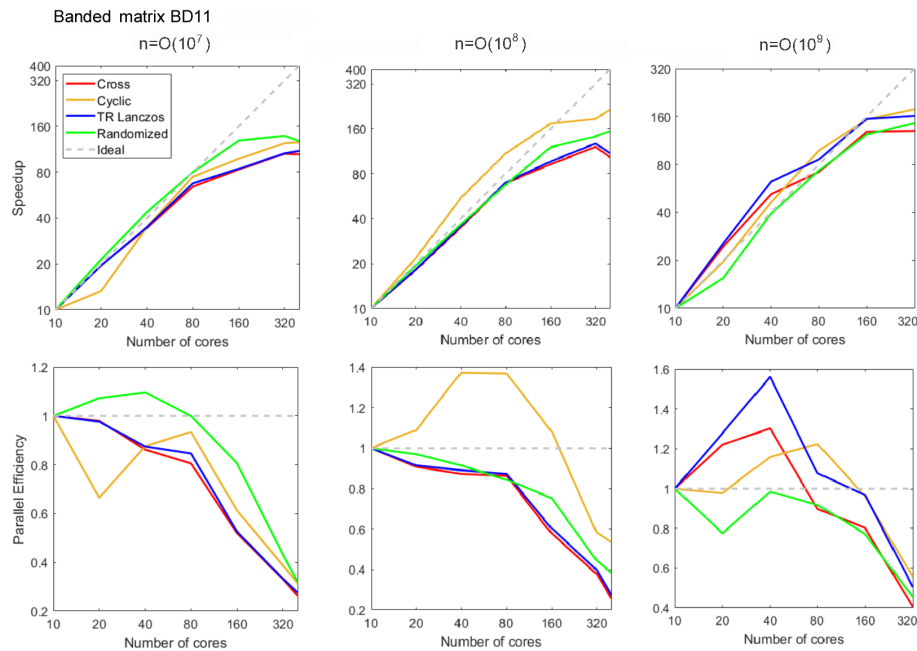 Banded matrix BD11
n=O(10⁷)
n=O(10⁸)
n=O(10⁹)
Speedup
400
320
160
80
40
20
10
Cross
Cyclic
TR Lanczos
Randomized
Ideal
10 20 40 80 160 320
Number of cores
400
320
160
80
40
20
10
10 20 40 80 160 320
Number of cores
320
160
80
40
20
10
10 20 40 80 160 320
Number of cores
Parallel Efficiency
1.2
1
0.8
0.6
0.4
0.2
10 20 40 80 160 320
Number of cores
1.4
1.2
1
0.8
0.6
0.4
0.2
10 20 40 80 160 320
Number of cores
1.6
1.4
1.2
1
0.8
0.6
0.4
10 20 40 80 160 320
Number of cores